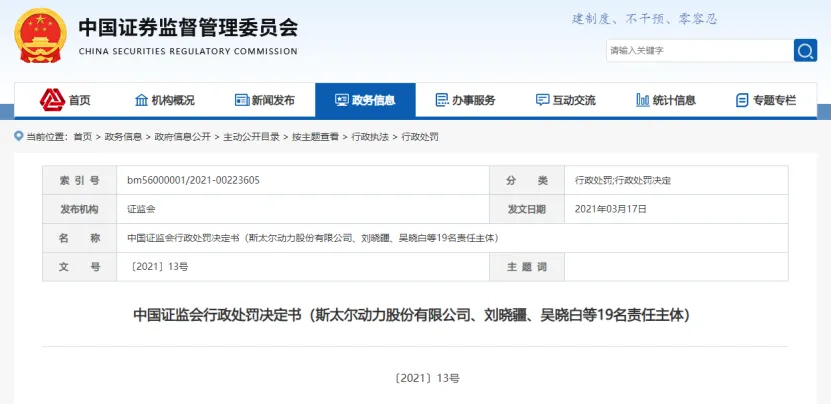 中国证券监督管理委员会
CHINA SECURITIES REGULATORY COMMISSION
建制度、不干预、零容忍
请输入关键字
首页 机构概况 新闻发布 政务信息 办事服务 互动交流 统计信息 专题专栏
当前位置：首页 > 政务信息 > 政府信息公开 > 主动公开目录 > 按主题查看 > 行政执法 > 行政处罚
索 引 号 bm56000001/2021-00223605 分 类 行政处罚;行政处罚决定
发布机构 证监会 发文日期 2021年03月17日
名 称 中国证监会行政处罚决定书（斯太尔动力股份有限公司、刘晓疆、吴晓白等19名责任主体）
文 号 〔2021〕13号 主 题 词
中国证监会行政处罚决定书（斯太尔动力股份有限公司、刘晓疆、吴晓白等19名责任主体）
〔2021〕13号